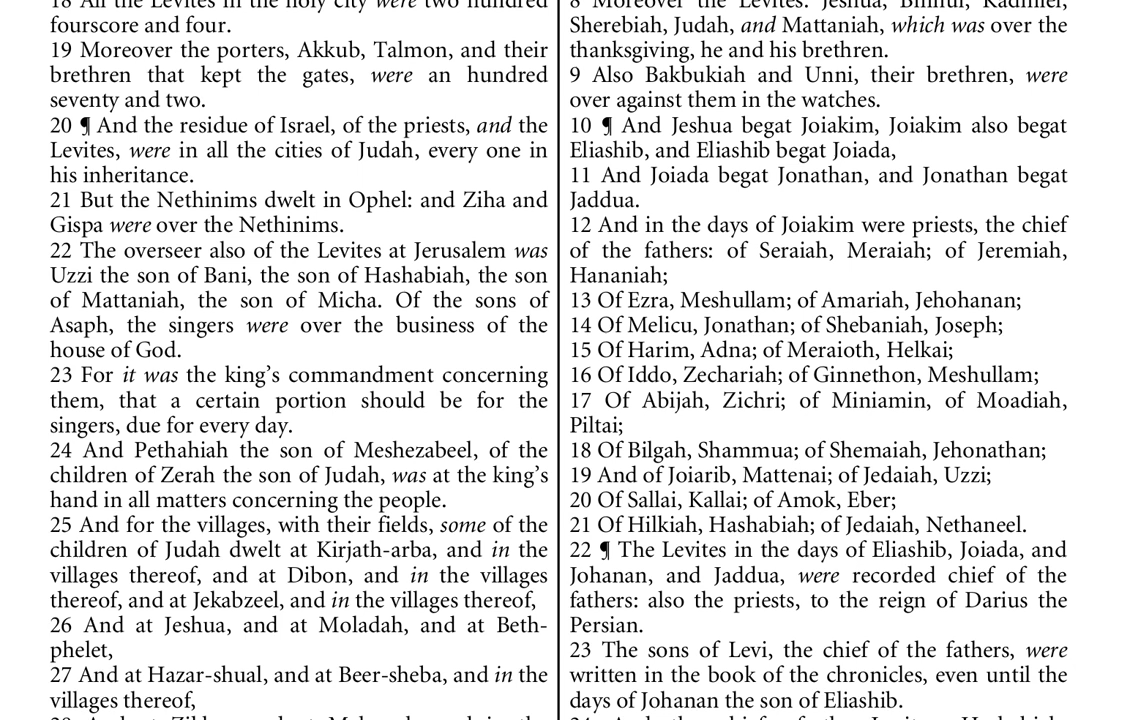 18 All the Levites in the holy city were two hundred
fourscore and four.
19 Moreover the porters, Akkub, Talmon, and their
brethren that kept the gates, were an hundred
seventy and two.
20 ¶ And the residue of Israel, of the priests, and the
Levites, were in all the cities of Judah, every one in
his inheritance.
21 But the Nethinims dwelt in Ophel: and Ziha and
Gispa were over the Nethinims.
22 The overseer also of the Levites at Jerusalem was
Uzzi the son of Bani, the son of Hashabiah, the son
of Mattaniah, the son of Micha. Of the sons of
Asaph, the singers were over the business of the
house of God.
23 For it was the king's commandment concerning
them, that a certain portion should be for the
singers, due for every day.
24 And Pethahiah the son of Meshezabeel, of the
children of Zerah the son of Judah, was at the king's
hand in all matters concerning the people.
25 And for the villages, with their fields, some of the
children of Judah dwelt at Kirjath-arba, and in the
villages thereof, and at Dibon, and in the villages
thereof, and at Jekabzeel, and in the villages thereof,
26 And at Jeshua, and at Moladah, and at Beth-
phelet,
27 And at Hazar-shual, and at Beer-sheba, and in the
villages thereof,
8 Moreover the Levites: Jeshua, Binnui, Kadmiel,
Sherebiah, Judah, and Mattaniah, which was over the
thanksgiving, he and his brethren.
9 Also Bakbukiah and Unni, their brethren, were
over against them in the watches.
10 ¶ And Jeshua begat Joiakim, Joiakim also begat
Eliashib, and Eliashib begat Joiada,
11 And Joiada begat Jonathan, and Jonathan begat
Jaddua.
12 And in the days of Joiakim were priests, the chief
of the fathers: of Seraiah, Meraiah; of Jeremiah,
Hananiah;
13 Of Ezra, Meshullam; of Amariah, Jehohanan;
14 Of Melicu, Jonathan; of Shebaniah, Joseph;
15 Of Harim, Adna; of Meraioth, Helkai;
16 Of Iddo, Zechariah; of Ginnethon, Meshullam;
17 Of Abijah, Zichri; of Miniamin, of Moadiah,
Piltai;
18 Of Bilgah, Shammua; of Shemaiah, Jehonathan;
19 And of Joiarib, Mattenai; of Jedaiah, Uzzi;
20 Of Sallai, Kallai; of Amok, Eber;
21 Of Hilkiah, Hashabiah; of Jedaiah, Nethaneel.
22 ¶ The Levites in the days of Eliashib, Joiada, and
Johanan, and Jaddua, were recorded chief of the
fathers: also the priests, to the reign of Darius the
Persian.
23 The sons of Levi, the chief of the fathers, were
written in the book of the chronicles, even until the
days of Johanan the son of Eliashib.